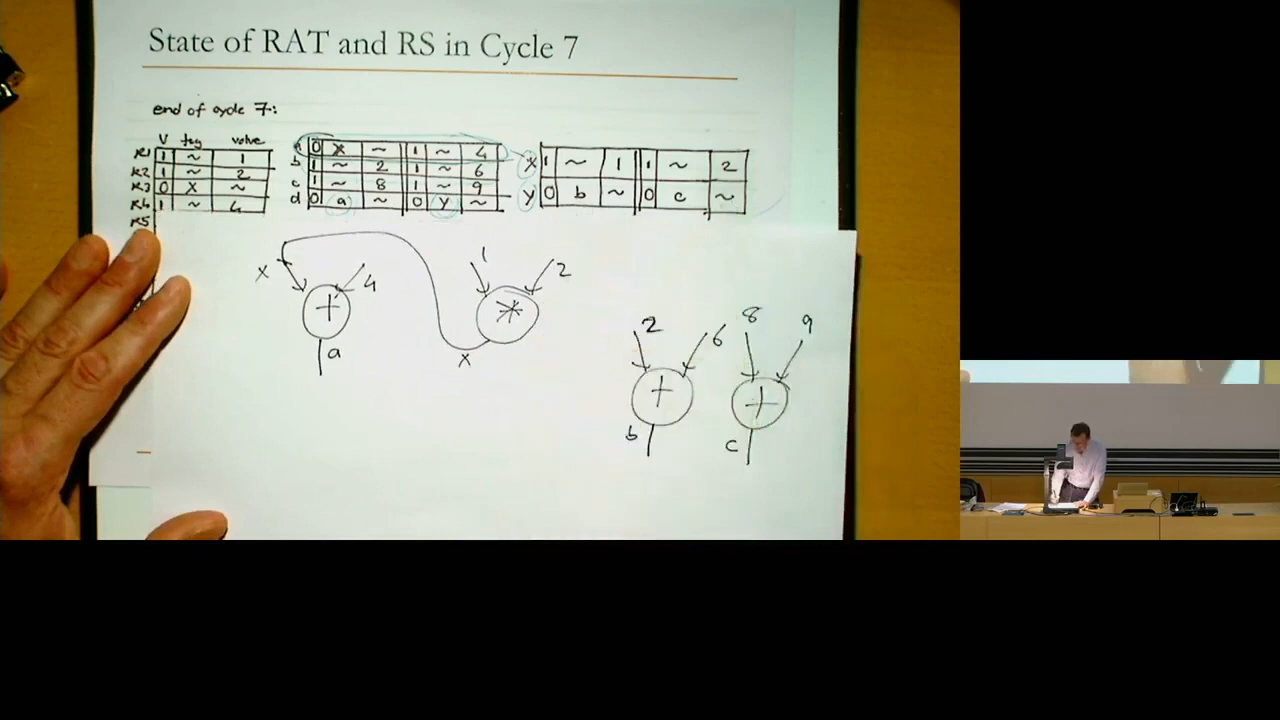 State of RAT and RS in Cycle 7
end of cycle 7:
V tag value
R1 1 ~ 1
R2 1 ~ 2
R3 0 X ~
R4 1 ~ 4
R5
a 0 X ~ 1 ~ 4
b 1 ~ 2 1 ~ 6
c 1 ~ 8 1 ~ 9
d 0 a ~ 0 y ~
X 1 ~ 1 1 ~ 2
y 0 b ~ 0 c ~
x 4
+
a
1 2
*
x
2 6
+
b
8 9
+
c